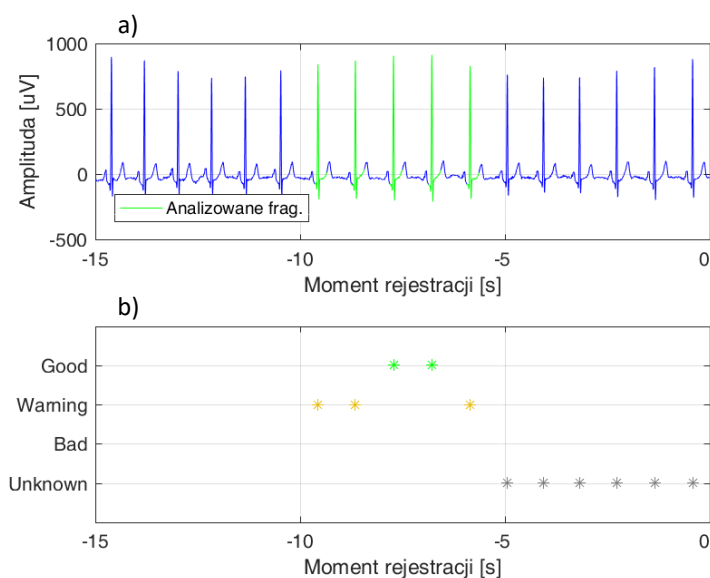 a)
1000
500
0
-500
Amplituda [uV]
Analizowane frag.
-15
-10
-5
0
Moment rejestracji [s]
b)
Good
Warning
Bad
Unknown
-15
-10
-5
0
Moment rejestracji [s]